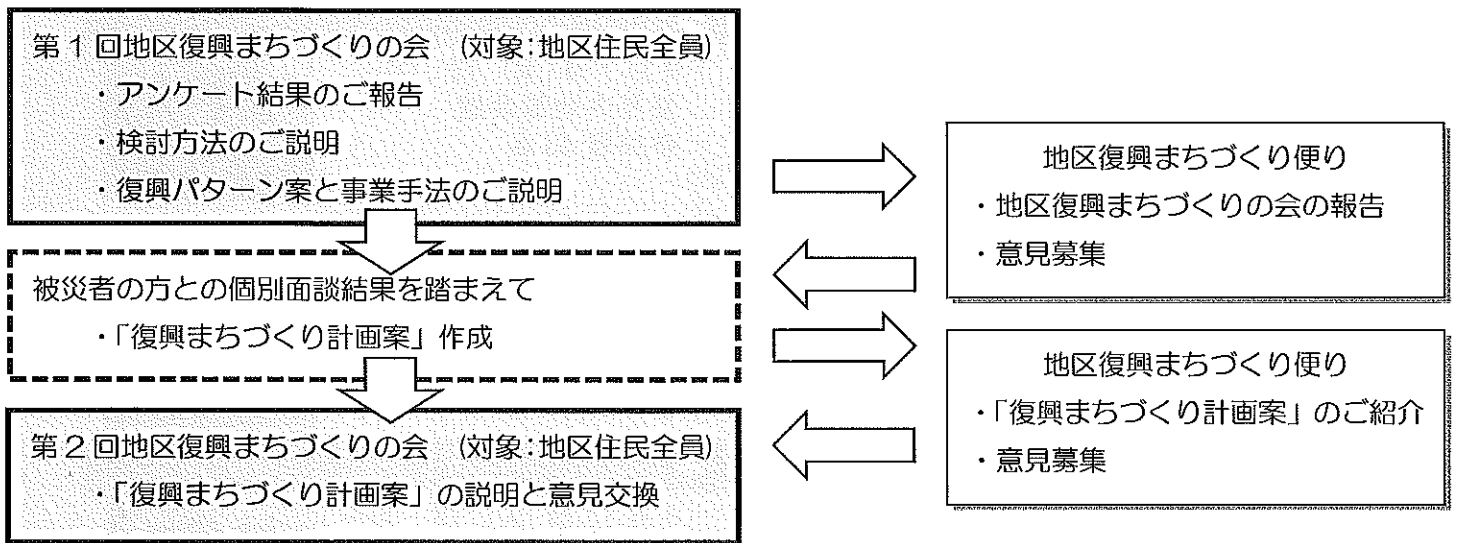 第1回地区復興まちづくりの会 (対象:地区住民全員)
・アンケート結果のご報告
・検討方法のご説明
・復興パターン案と事業手法のご説明
被災者の方との個別面談結果を踏まえて
・「復興まちづくり計画案」作成
第2回地区復興まちづくりの会 (対象:地区住民全員)
・「復興まちづくり計画案」の説明と意見交換
地区復興まちづくり便り
・地区復興まちづくりの会の報告
・意見募集
地区復興まちづくり便り
・「復興まちづくり計画案」のご紹介
・意見募集